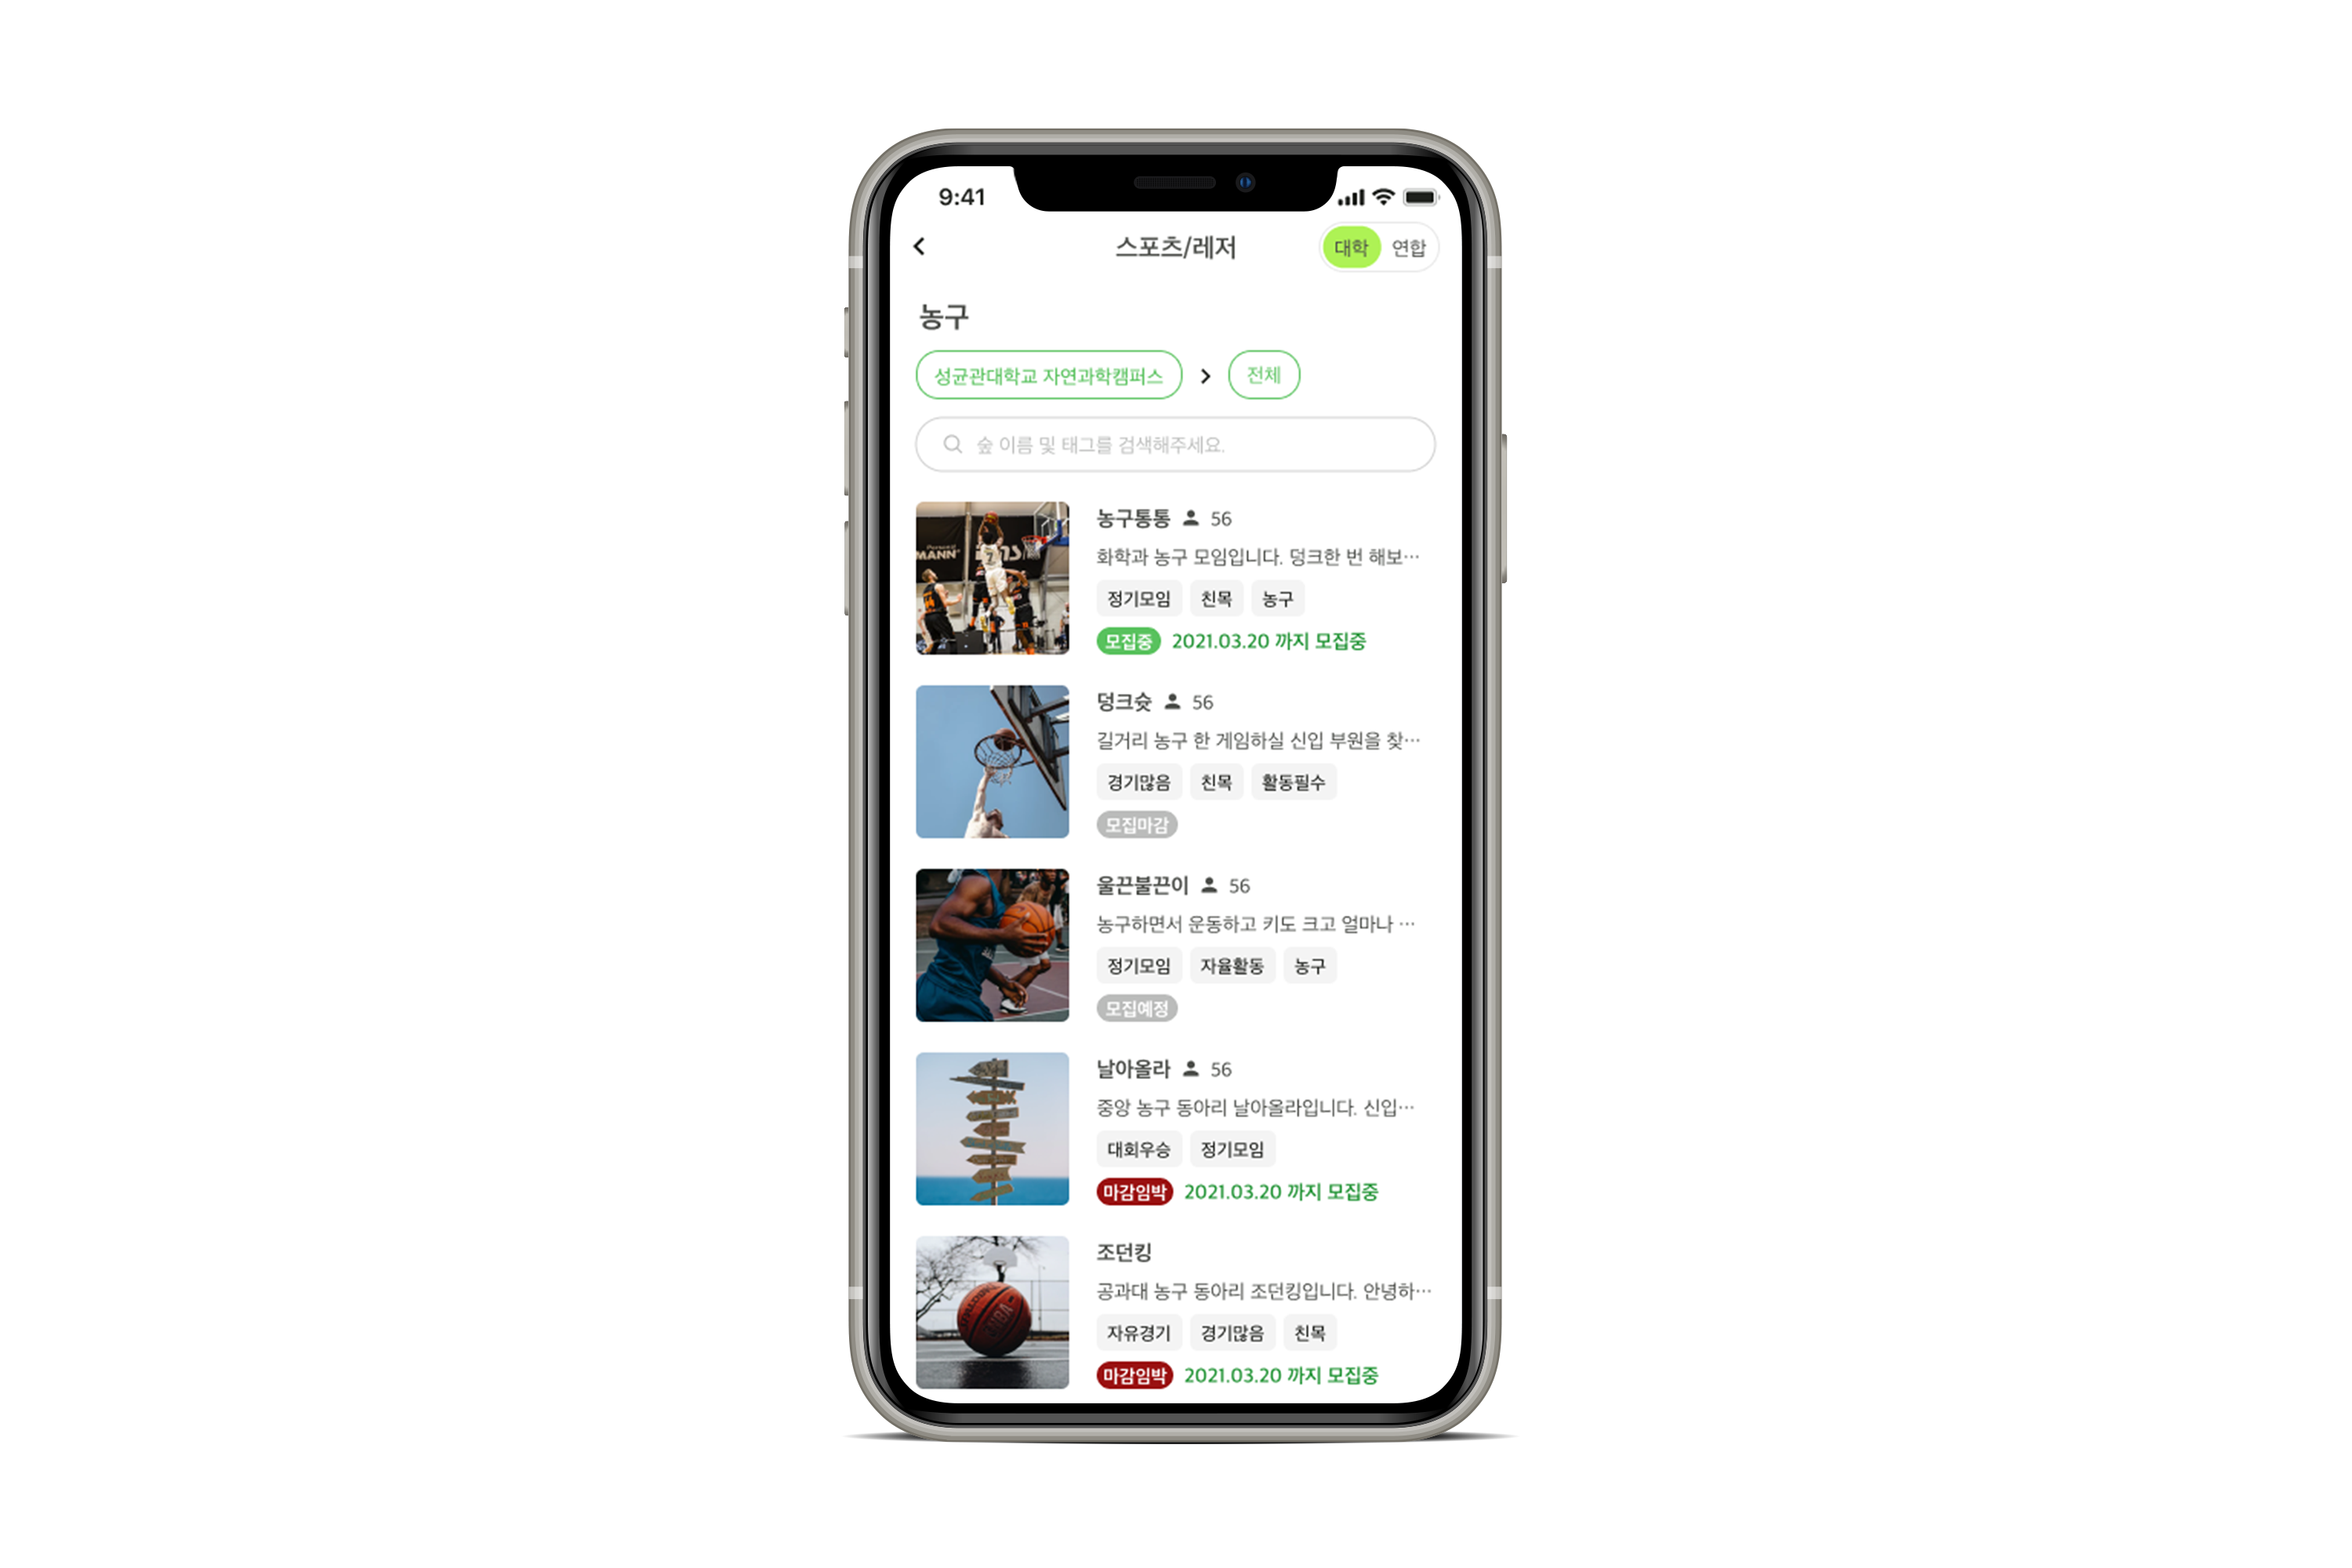 9:41
스포츠/레저
대학 연합
농구
성균관대학교 자연과학캠퍼스 > 전체
숲 이름 및 태그를 검색해주세요.
농구통통 56
화학과 농구 모임입니다. 덩크한 번 해보…
정기모임 친목 농구
모집중 2021.03.20 까지 모집중
덩크슛 56
길거리 농구 한 게임하실 신입 부원을 찾…
경기많음 친목 활동필수
모집마감
울끈불끈이 56
농구하면서 운동하고 키도 크고 얼마나 …
정기모임 자율활동 농구
모집예정
날아올라 56
중앙 농구 동아리 날아올라입니다. 신입…
대회우승 정기모임
마감임박 2021.03.20 까지 모집중
조던킹
공과대 농구 동아리 조던킹입니다. 안녕하…
자유경기 경기많음 친목
마감임박 2021.03.20 까지 모집중